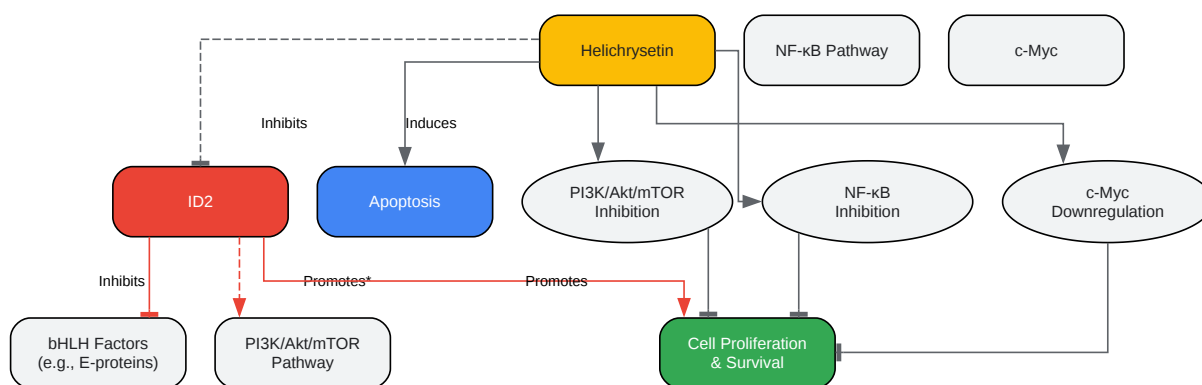 Helichrysetin
NF-κB Pathway
c-Myc
Inhibits
Induces
ID2
Apoptosis
PI3K/Akt/mTOR
Inhibition
NF-κB
Inhibition
c-Myc
Downregulation
Inhibits
Promotes*
Promotes
bHLH Factors
(e.g., E-proteins)
PI3K/Akt/mTOR
Pathway
Cell Proliferation
& Survival